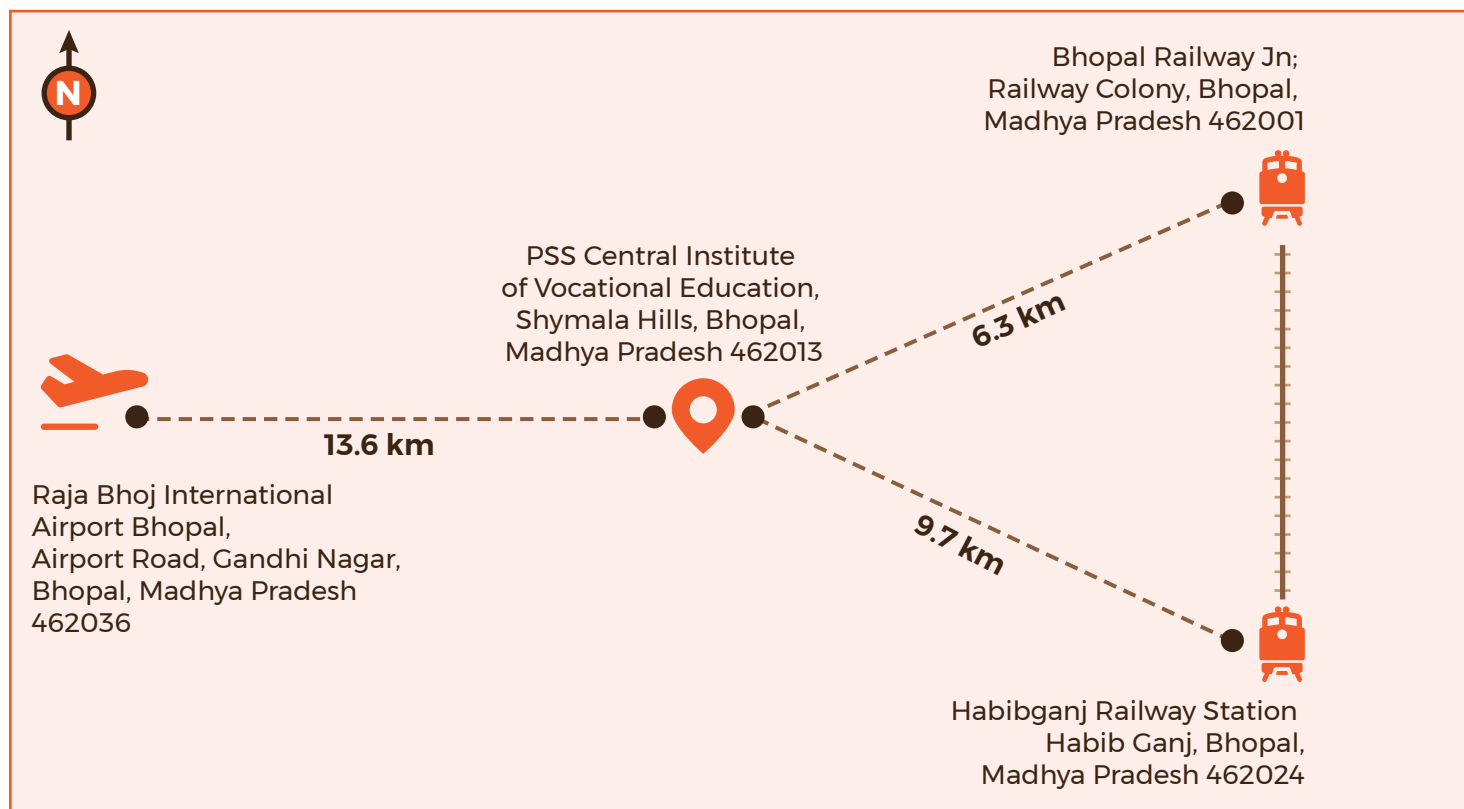 N
Bhopal Railway Jn;
Railway Colony, Bhopal,
Madhya Pradesh 462001
PSS Central Institute
of Vocational Education,
Shymala Hills, Bhopal,
Madhya Pradesh 462013
6.3 km
13.6 km
Raja Bhoj International
Airport Bhopal,
Airport Road, Gandhi Nagar,
Bhopal, Madhya Pradesh
462036
9.7 km
Habibganj Railway Station
Habib Ganj, Bhopal,
Madhya Pradesh 462024